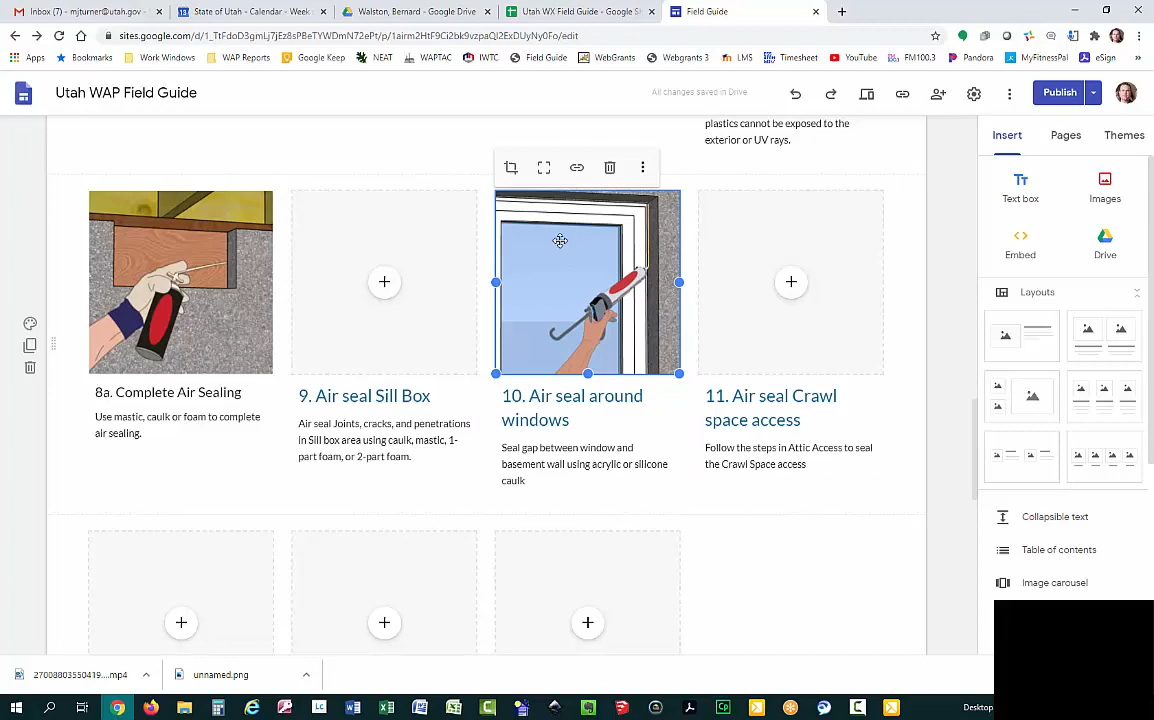 Inbox (7) - mjturner@utah.gov -
State of Utah - Calendar - Week
Walston, Bernard - Google Drive
Utah WX Field Guide - Google Sh
Field Guide
sites.google.com/d/1_TtFdoD3gmLj7jEz8sPBeTYWDmN72ePt/p/1airm2HtF9Ci2bk9vzpaQI2ExDUyNy0Fo/edit
Apps
Bookmarks
Work Windows
WAP Reports
Google Keep
NEAT
WAPTAC
IWTC
Field Guide
WebGrants
Webgrants 3
LMS
Timesheet
YouTube
FM100.3
Pandora
MyFitnessPal
eSign
»
Utah WAP Field Guide
All changes saved in Drive
Publish
plastics cannot be exposed to the
exterior or UV rays.
8a. Complete Air Sealing
Use mastic, caulk or foam to complete
air sealing.
9. Air seal Sill Box
Air seal Joints, cracks, and penetrations
in Sill box area using caulk, mastic, 1-
part foam, or 2-part foam.
10. Air seal around
windows
Seal gap between window and
basement wall using acrylic or silicone
caulk
11. Air seal Crawl
space access
Follow the steps in Attic Access to seal
the Crawl Space access
Insert
Pages
Themes
Text box
Images
Embed
Drive
Layouts
Collapsible text
Table of contents
Image carousel
27008803550419....mp4
unnamed.png
Desktop